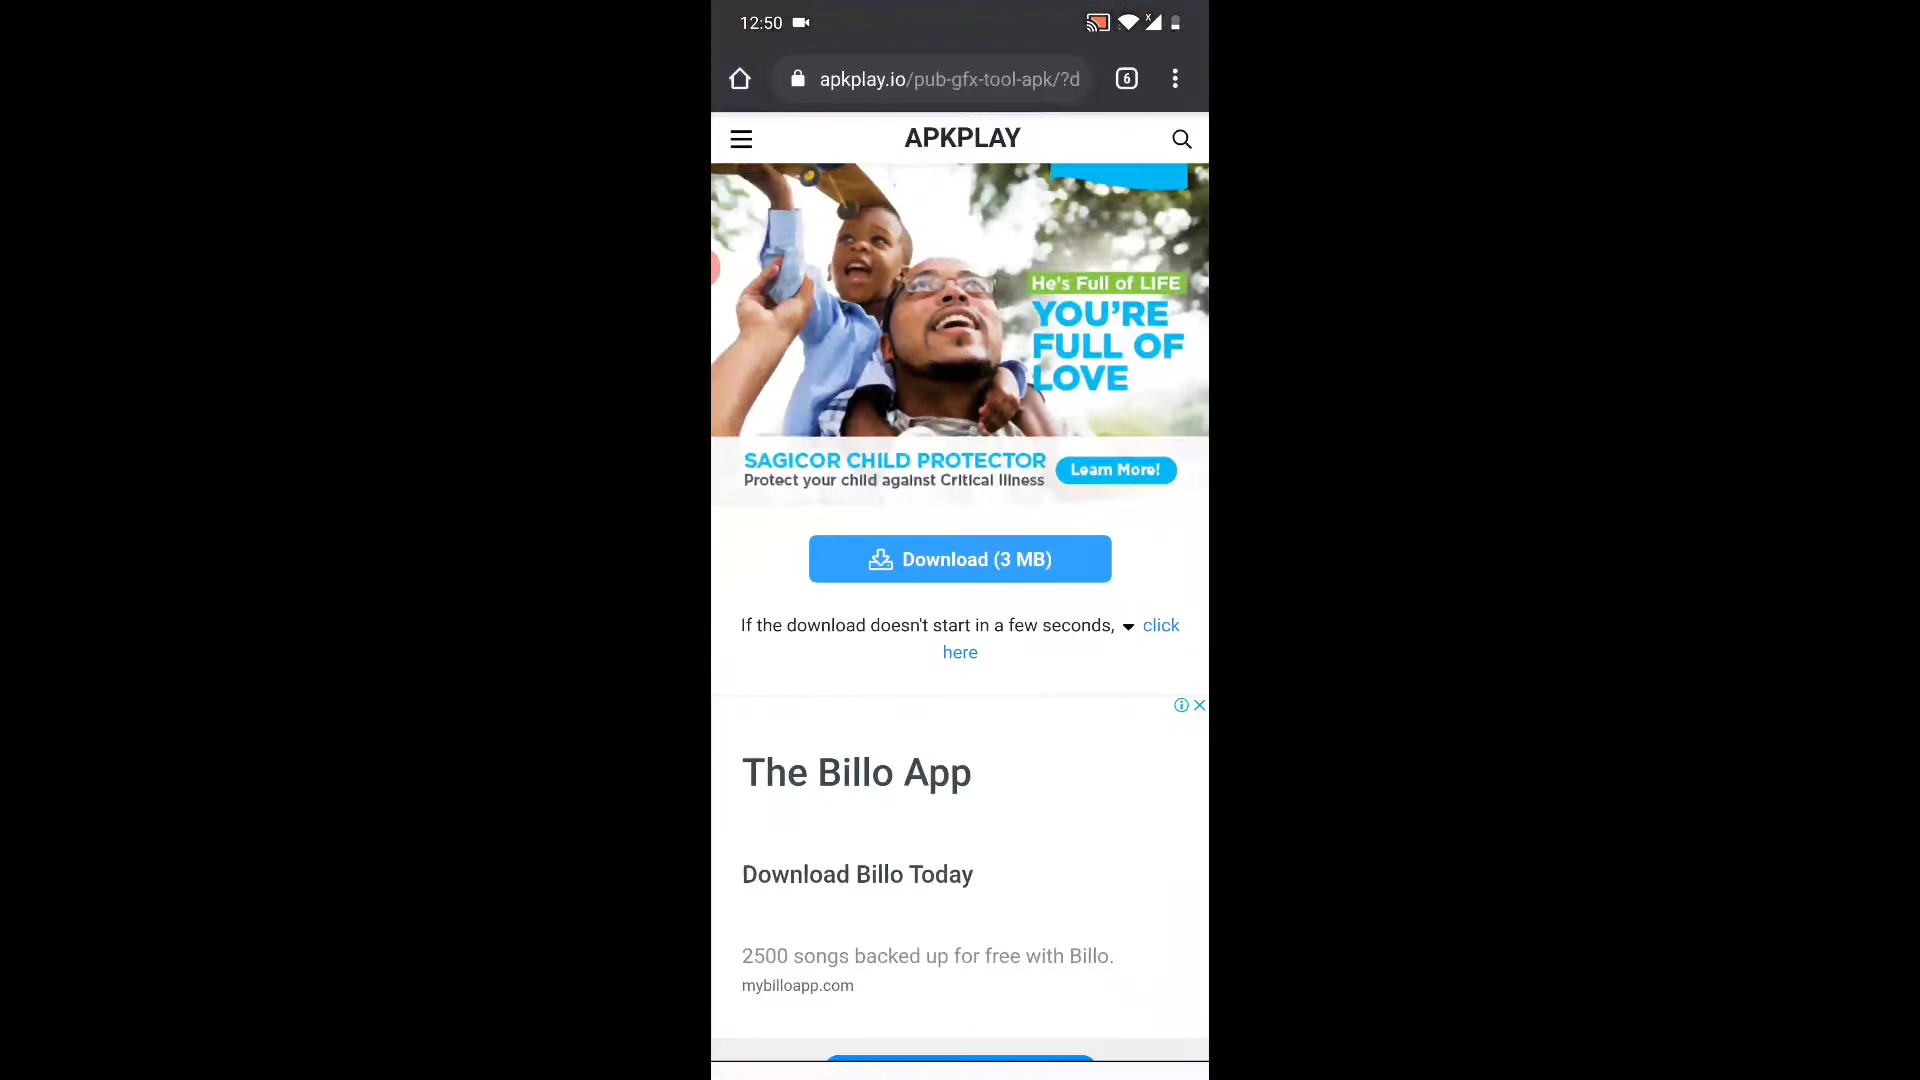 12:50
apkplay.io/pub-gfx-tool-apk/?d
6
APKPLAY
He's Full of LIFE
YOU'RE
FULL OF
LOVE
SAGICOR CHILD PROTECTOR
Protect your child against Critical Illness
Learn More!
Download (3 MB)
If the download doesn't start in a few seconds, click
here
The Billo App
Download Billo Today
2500 songs backed up for free with Billo.
mybilloapp.com